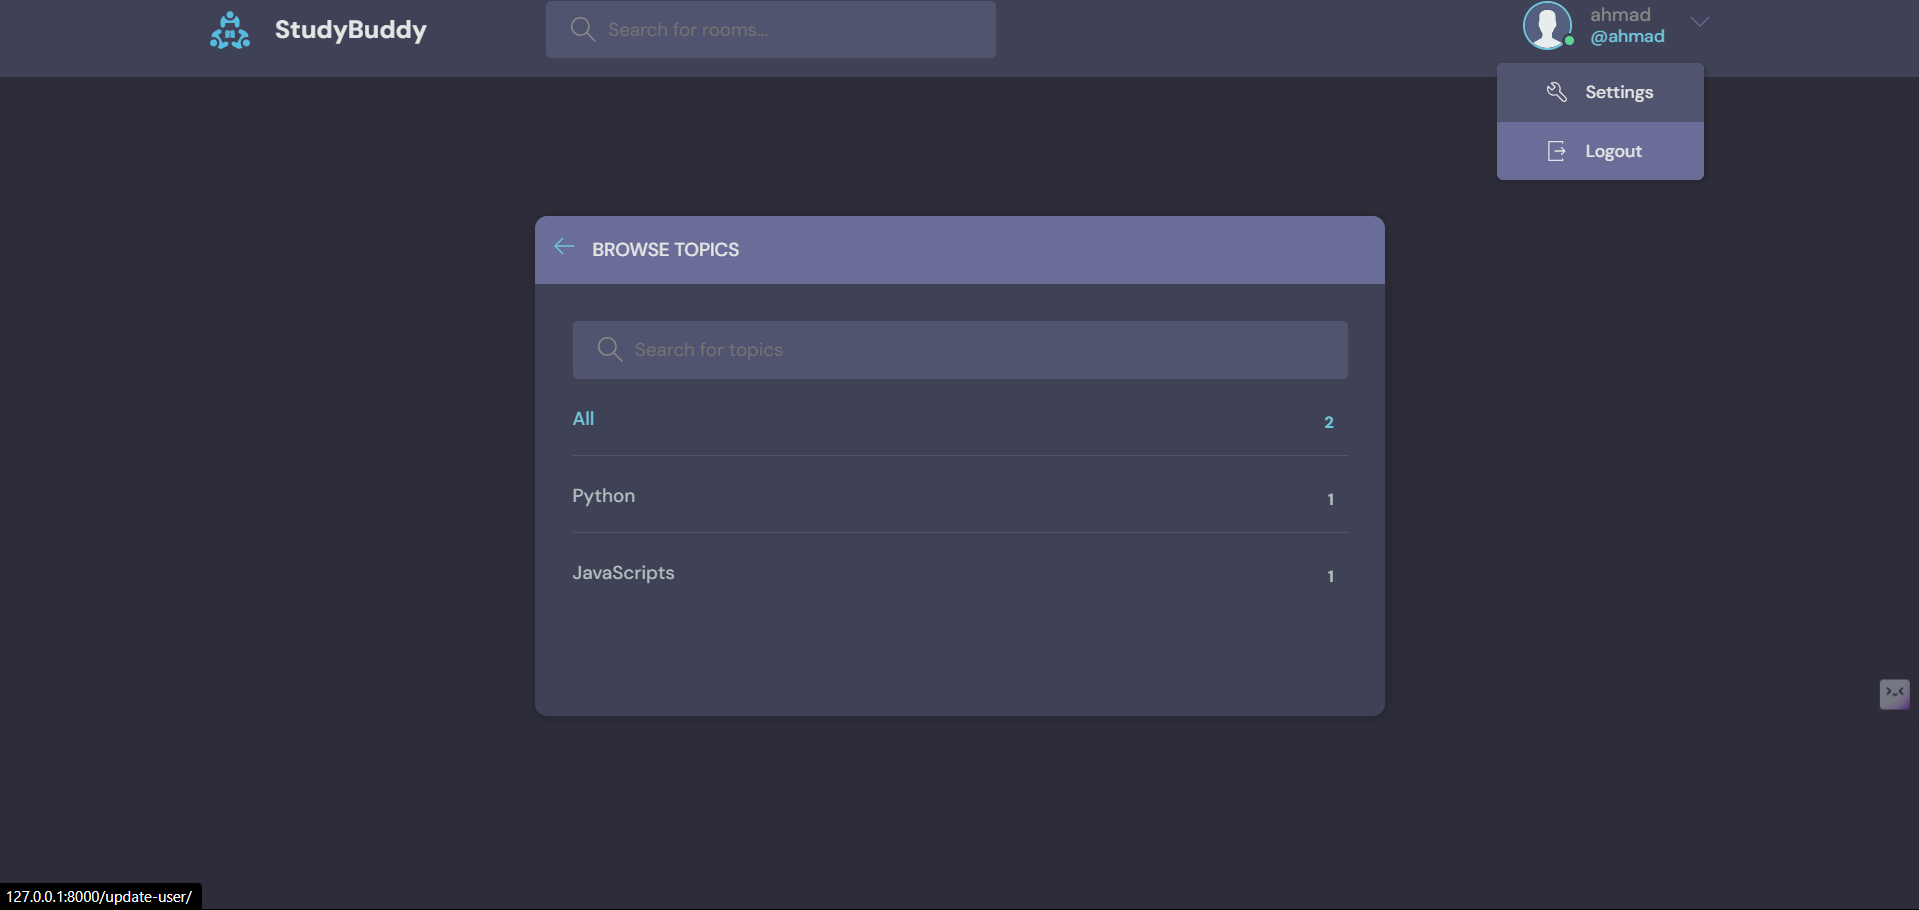 StudyBuddy
Search for rooms...
ahmad
@ahmad
Settings
Logout
BROWSE TOPICS
Search for topics
All 2
Python 1
JavaScripts 1
127.0.0.1:8000/update-user/